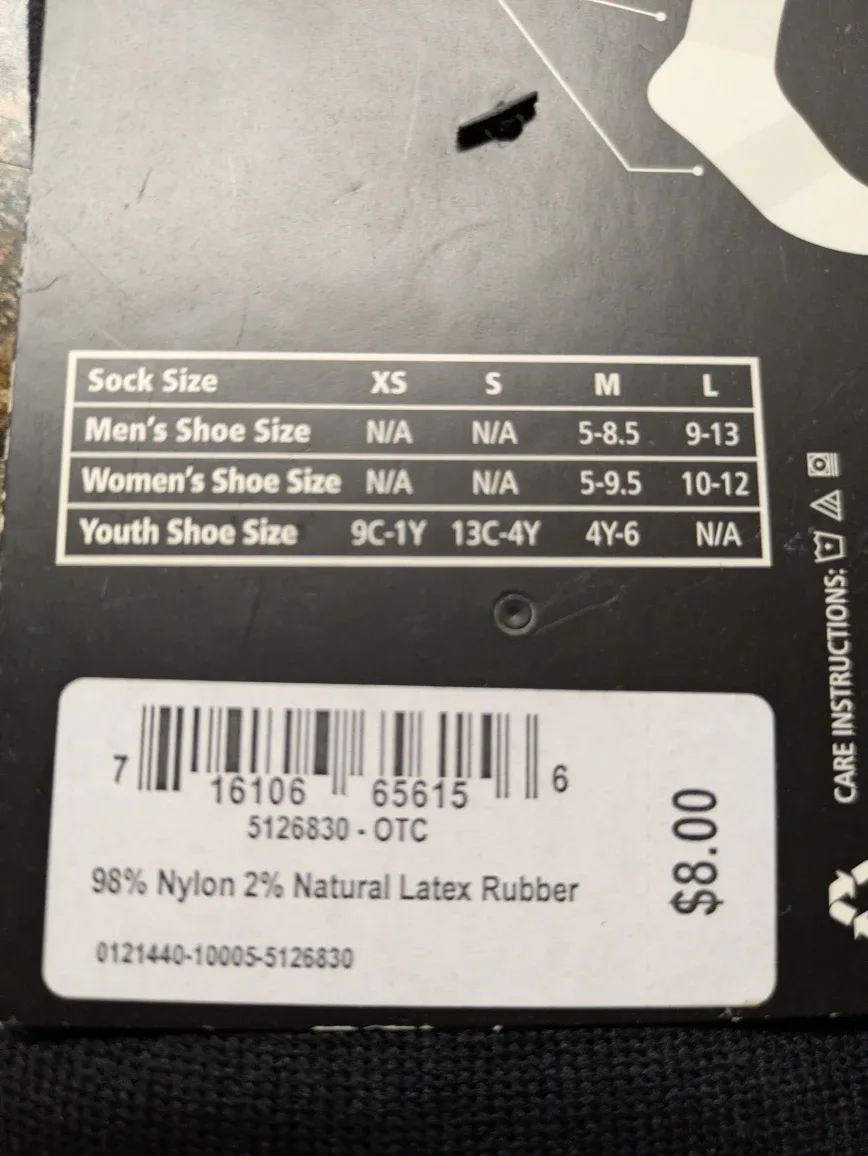 Sock Size XS S M L
Men's Shoe Size N/A N/A 5-8.5 9-13
Women's Shoe Size N/A N/A 5-9.5 10-12
Youth Shoe Size 9C-1Y 13C-4Y 4Y-6 N/A
CARE INSTRUCTIONS:
7 16106 65615 6
5126830 - OTC
98% Nylon 2% Natural Latex Rubber
0121440-10005-5126830
$8.00